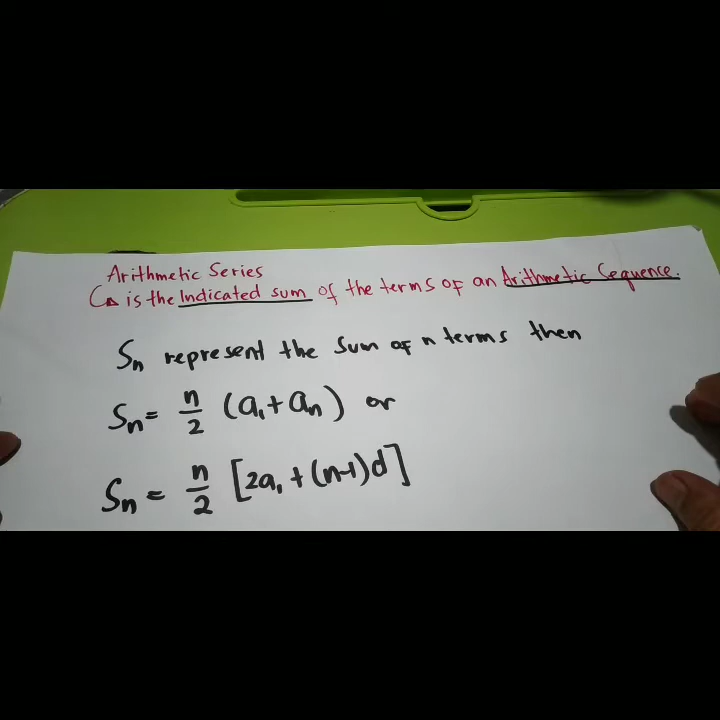 Arithmetic Series
is the Indicated sum of the terms of an Arithmetic Sequence.
Sn represent the sum of n terms then
Sn = n/2 (a₁ + an) or
Sn = n/2 [2a₁ + (n-1)d]